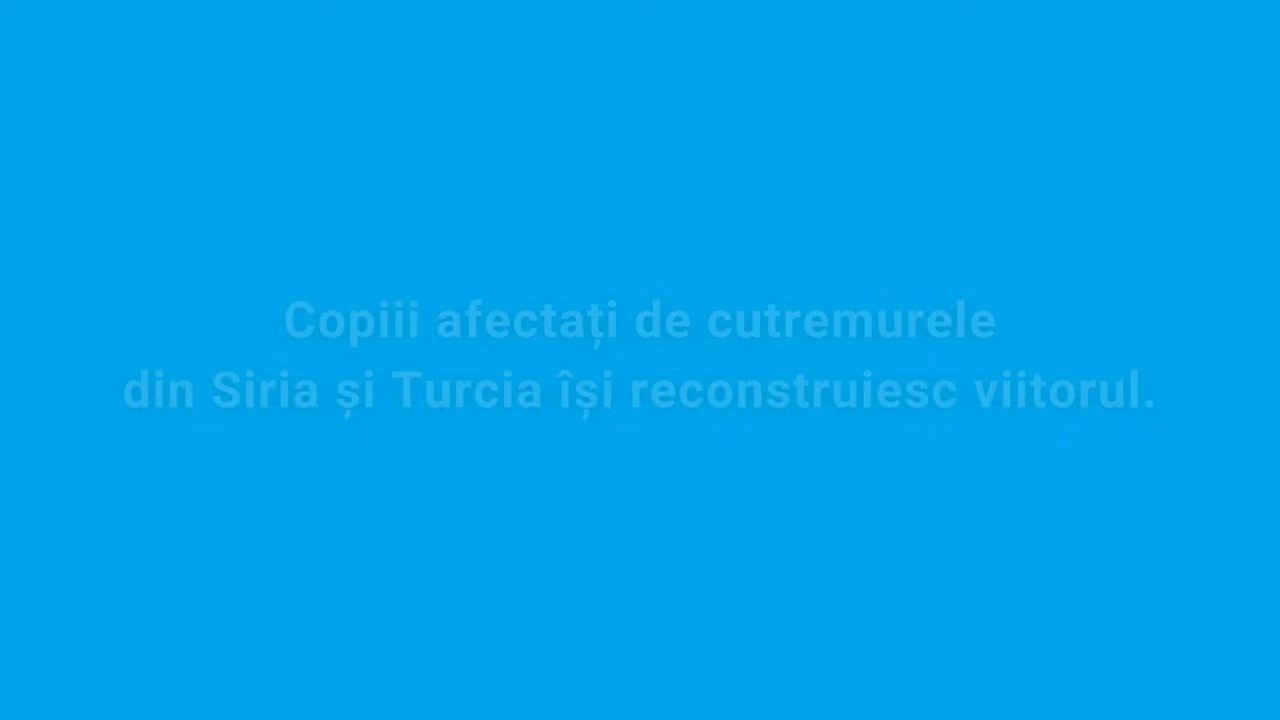 Copiii afectați de cutremurele
din Siria și Turcia își reconstruiesc viitorul.